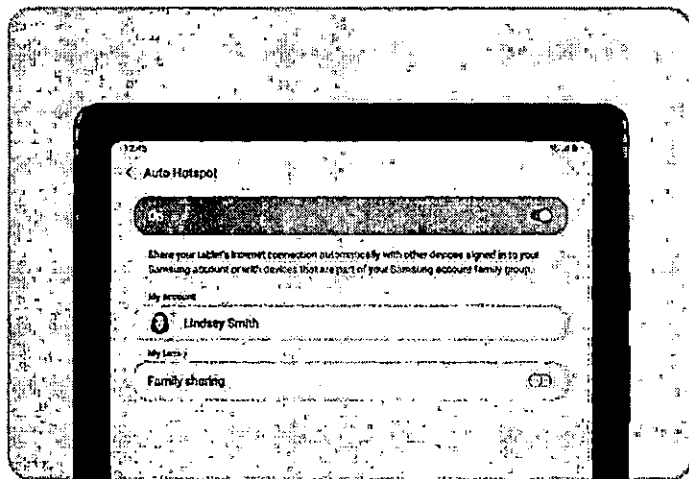 12:45
Auto Hotspot
On
Share your tablet's internet connection automatically with other devices signed in to your
Samsung account or with devices that are part of your Samsung account family group.
My account
Lindsey Smith
My family
Family sharing